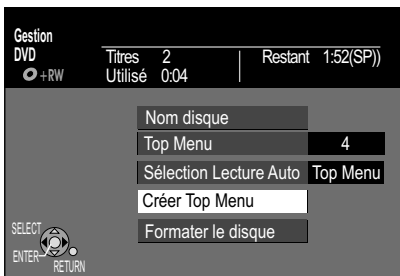 Gestion
DVD
+RW
Titres 2
Utilisé 0:04
Restant 1:52(SP))
Nom disque
Top Menu 4
Sélection Lecture Auto Top Menu
Créer Top Menu
Formater le disque
SELECT
ENTER
RETURN